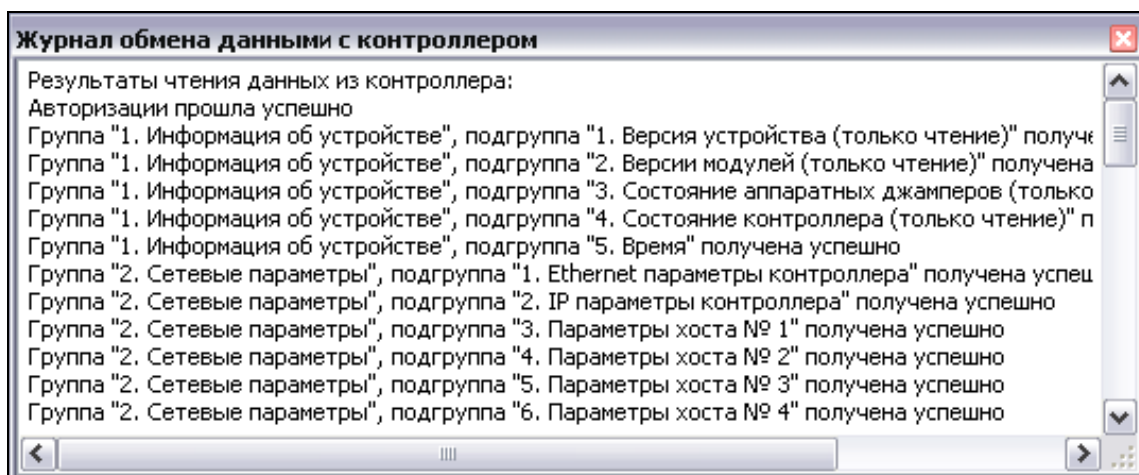 Журнал обмена данными с контроллером
Результаты чтения данных из контроллера:
Авторизации прошла успешно
Группа "1. Информация об устройстве", подгруппа "1. Версия устройства (только чтение)" получе
Группа "1. Информация об устройстве", подгруппа "2. Версии модулей (только чтение)" получена
Группа "1. Информация об устройстве", подгруппа "3. Состояние аппаратных джамперов (только
Группа "1. Информация об устройстве", подгруппа "4. Состояние контроллера (только чтение)" п
Группа "1. Информация об устройстве", подгруппа "5. Время" получена успешно
Группа "2. Сетевые параметры", подгруппа "1. Ethernet параметры контроллера" получена успеш
Группа "2. Сетевые параметры", подгруппа "2. IP параметры контроллера" получена успешно
Группа "2. Сетевые параметры", подгруппа "3. Параметры хоста № 1" получена успешно
Группа "2. Сетевые параметры", подгруппа "4. Параметры хоста № 2" получена успешно
Группа "2. Сетевые параметры", подгруппа "5. Параметры хоста № 3" получена успешно
Группа "2. Сетевые параметры", подгруппа "6. Параметры хоста № 4" получена успешно